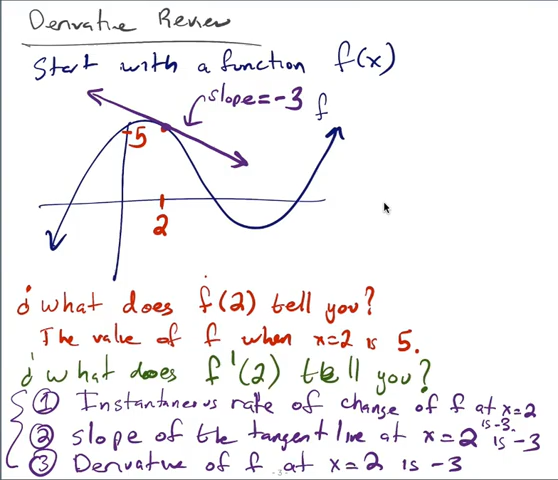 Derivative Review
Start with a function f(x)
slope=-3
f
5
2
¿ what does f(2) tell you?
The value of f when x=2 is 5.
¿ what does f'(2) tell you?
① Instantaneous rate of change of f at x=2
is -3.
② slope of the tangent line at x=2 is -3
③ Derivative of f at x=2 is -3